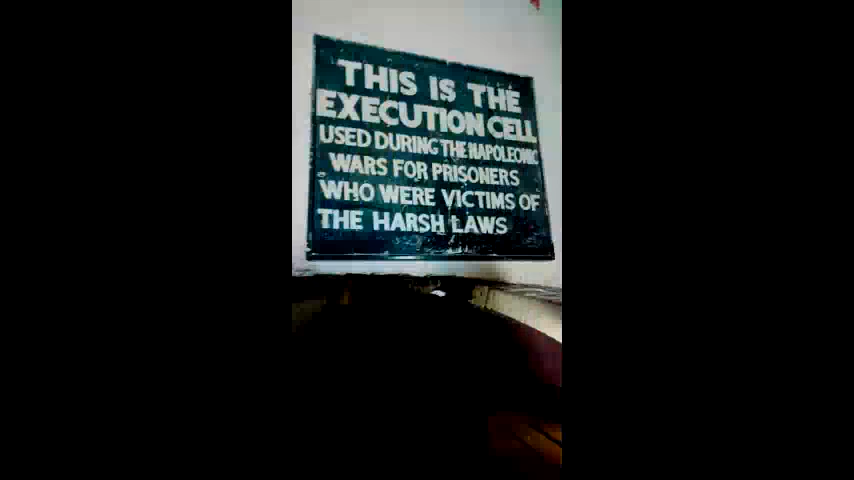 THIS IS THE
EXECUTION CELL
USED DURING THE NAPOLEONIC
WARS FOR PRISONERS
WHO WERE VICTIMS OF
THE HARSH LAWS